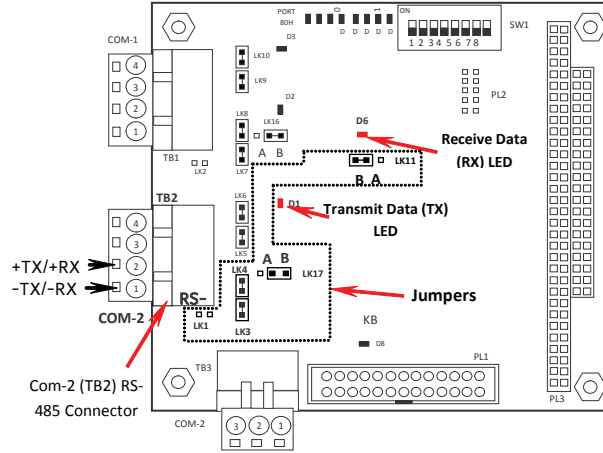 PORT
80H
0
1
D D D D D D
ON
1 2 3 4 5 6 7 8
SW1
COM-1
4
3
2
1
TB1
LK2
D3
LK10
LK9
D2
LK8
LK16
A B
LK7
PL2
D6
Receive Data
(RX) LED
LK11
B A
TB2
LK6
D1
Transmit Data (TX)
LED
LK5
4
3
2
1
+TX/+RX
-TX/-RX
COM-2
A B
LK4
LK17
RS-
LK1
LK3
Jumpers
KB
D8
Com-2 (TB2) RS-
485 Connector
TB3
PL1
PL3
COM-2
3 2 1